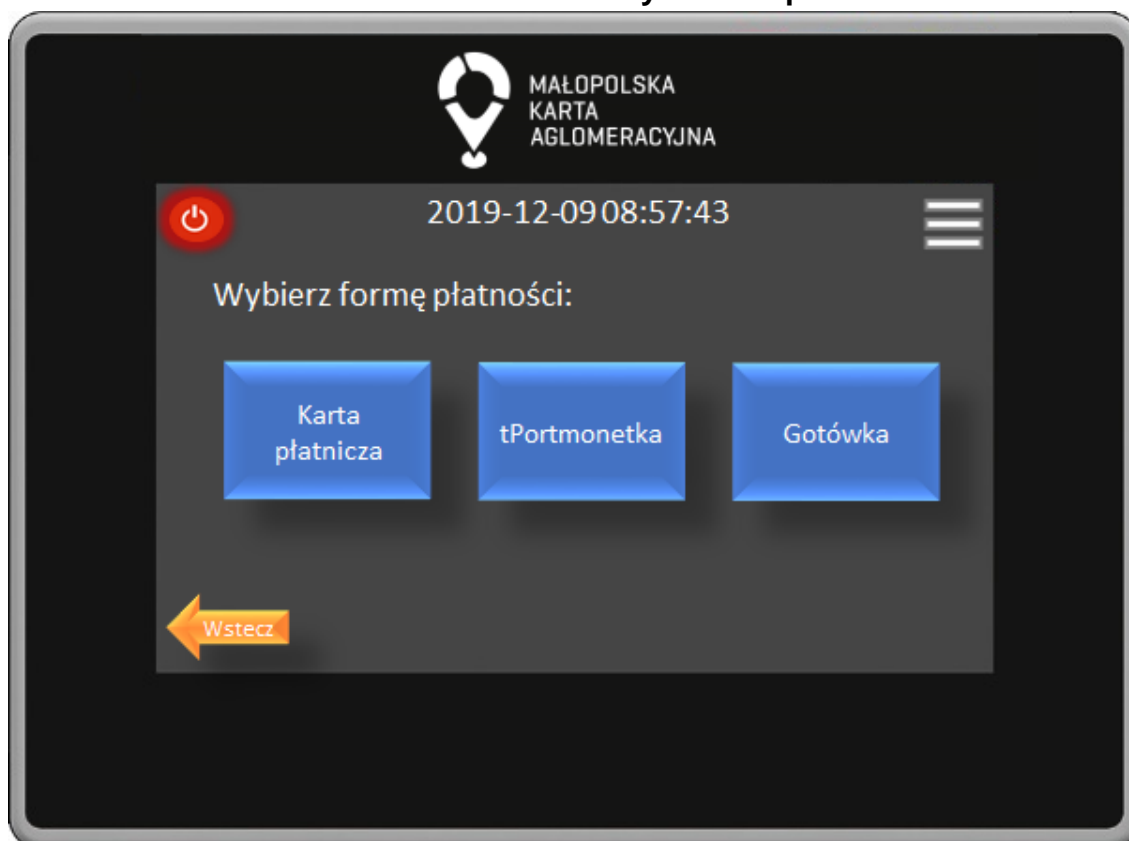 MAŁOPOLSKA
KARTA
AGLOMERACYJNA
2019-12-09 08:57:43
Wybierz formę płatności:
Karta
płatnicza
tPortmonetka
Gotówka
Wstecz